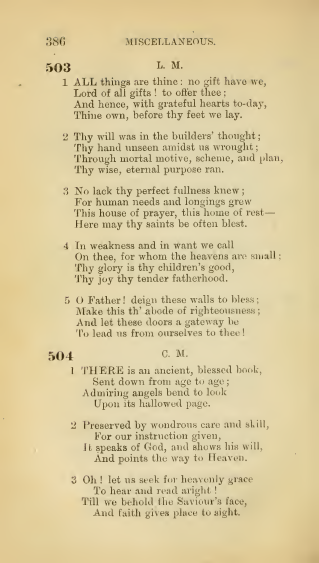 386 MISCELLANEOUS.
503 L. M.
1 ALL things are thine: no gift have we,
Lord of all gifts! to offer thee;
And hence, with grateful hearts to-day,
Thine own, before thy feet we lay.
2 Thy will was in the builders' thought;
Thy hand unseen amidst us wrought;
Through mortal motive, scheme, and plan,
Thy wise, eternal purpose ran.
3 No lack thy perfect fullness knew;
For human needs and longings grew
This house of prayer, this home of rest—
Here may thy saints be often blest.
4 In weakness and in want we call
On thee, for whom the heavens are small;
Thy glory is thy children's good,
Thy joy thy tender fatherhood.
5 O Father! deign these walls to bless;
Make this th' abode of righteousness;
And let these doors a gateway be
To lead us from ourselves to thee!
504 C. M.
1 THERE is an ancient, blessed book,
Sent down from age to age;
Admiring angels bend to look
Upon its hallowed page.
2 Preserved by wondrous care and skill,
For our instruction given,
It speaks of God, and shows his will,
And points the way to Heaven.
3 Oh! let us seek for heavenly grace
To hear and read aright!
Till we behold the Saviour's face,
And faith gives place to sight.